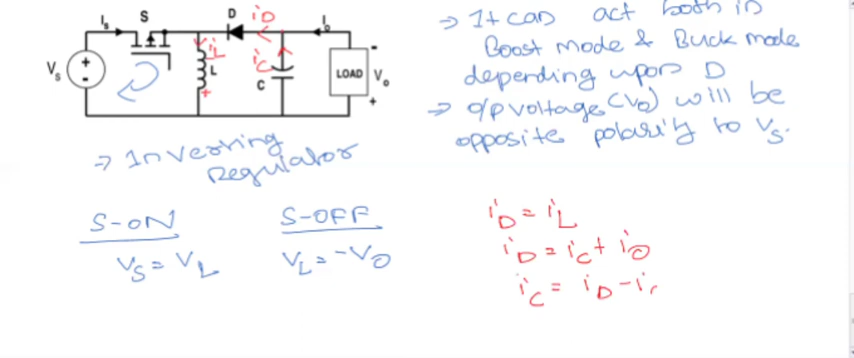 S
D
iD
Is
Io
iL
iC
Vs
+
-
L
+
C
LOAD
-
Vo
+
→ It can act both in
Boost mode & Buck mode
depending upon D
→ o/p voltage (Vo) will be
opposite polarity to Vs.
→ Inverting
Regulator
S-ON
Vs = VL
S-OFF
VL = -Vo
iD = iL
iD = iC + io
iC = iD - i